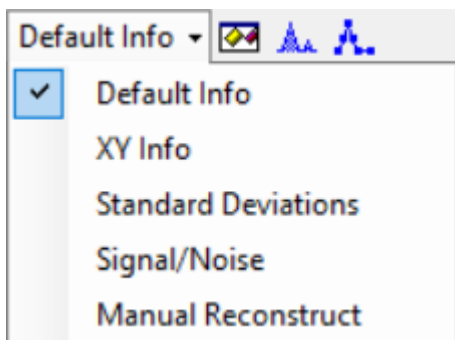 Default Info
Default Info
XY Info
Standard Deviations
Signal/Noise
Manual Reconstruct